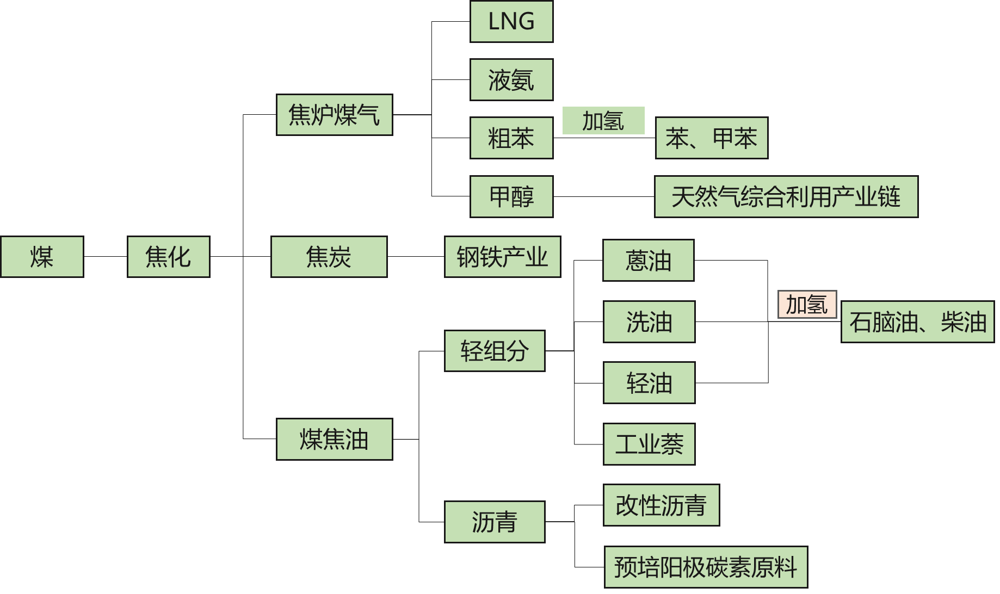 LNG
液氨
焦炉煤气
加氢
粗苯
苯、甲苯
甲醇
天然气综合利用产业链
煤
焦化
焦炭
钢铁产业
蒽油
加氢
洗油
石脑油、柴油
轻组分
轻油
煤焦油
工业萘
改性沥青
沥青
预培阳极碳素原料